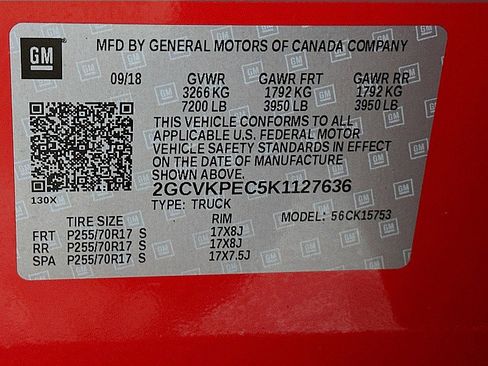 GM
MFD BY GENERAL MOTORS OF CANADA COMPANY
09/18 GVWR GAWR FRT GAWR RR
3266 KG 1792 KG 1792 KG
7200 LB 3950 LB 3950 LB
THIS VEHICLE CONFORMS TO ALL
APPLICABLE U.S. FEDERAL MOTOR
VEHICLE SAFETY STANDARDS IN EFFECT
ON THE DATE OF MANUFACTURE
SHOWN ABOVE.
130X
2GCVKPEC5K1127636
TYPE: TRUCK MODEL: 56CK15753
TIRE SIZE RIM
FRT P255/70R17 S 17X8J
RR P255/70R17 S 17X8J
SPA P255/70R17 S 17X7.5J